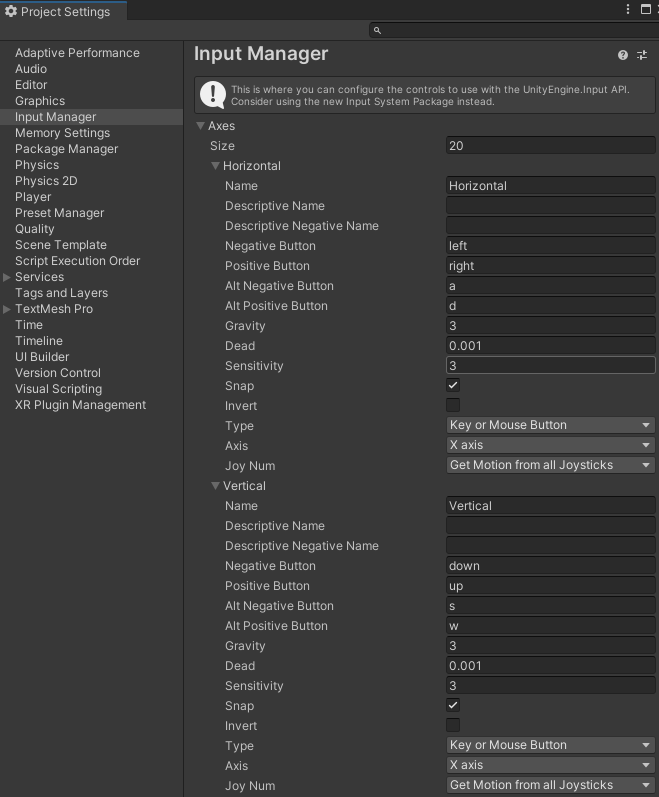 Project Settings
Adaptive Performance
Audio
Editor
Graphics
Input Manager
Memory Settings
Package Manager
Physics
Physics 2D
Player
Preset Manager
Quality
Scene Template
Script Execution Order
Services
Tags and Layers
TextMesh Pro
Time
Timeline
UI Builder
Version Control
Visual Scripting
XR Plugin Management
Input Manager
This is where you can configure the controls to use with the UnityEngine.Input API.
Consider using the new Input System Package instead.
Axes
Size 20
Horizontal
Name Horizontal
Descriptive Name
Descriptive Negative Name
Negative Button left
Positive Button right
Alt Negative Button a
Alt Positive Button d
Gravity 3
Dead 0.001
Sensitivity 3
Snap
Invert
Type Key or Mouse Button
Axis X axis
Joy Num Get Motion from all Joysticks
Vertical
Name Vertical
Descriptive Name
Descriptive Negative Name
Negative Button down
Positive Button up
Alt Negative Button s
Alt Positive Button w
Gravity 3
Dead 0.001
Sensitivity 3
Snap
Invert
Type Key or Mouse Button
Axis X axis
Joy Num Get Motion from all Joysticks